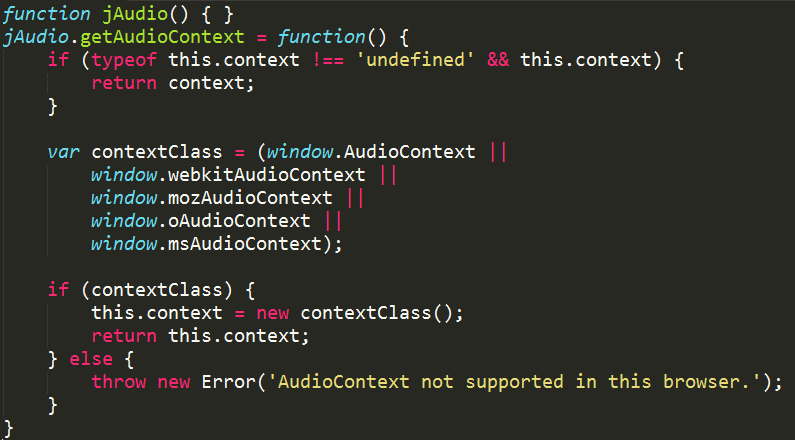 function jAudio() { }
jAudio.getAudioContext = function() {
    if (typeof this.context !== 'undefined' && this.context) {
        return context;
    }

    var contextClass = (window.AudioContext ||
        window.webkitAudioContext ||
        window.mozAudioContext ||
        window.oAudioContext ||
        window.msAudioContext);

    if (contextClass) {
        this.context = new contextClass();
        return this.context;
    } else {
        throw new Error('AudioContext not supported in this browser.');
    }
}